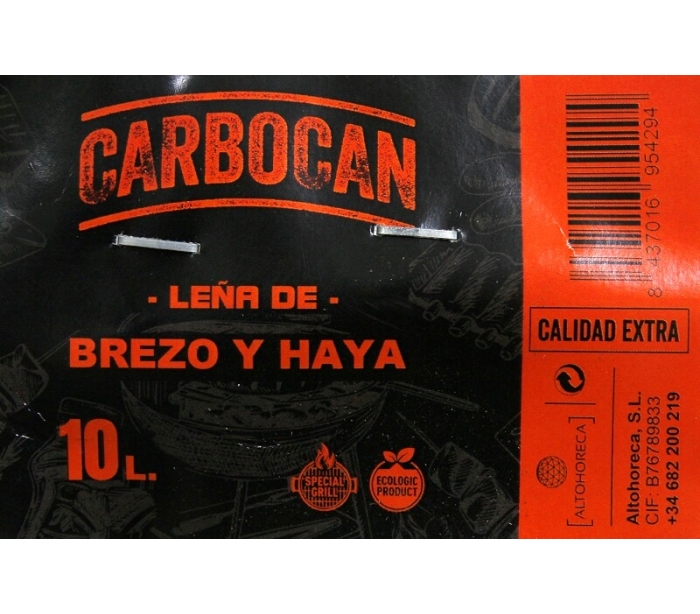 CARBOCAN
- LEÑA DE -
BREZO Y HAYA
10 L.
SPECIAL
GRILL
ECOLOGIC
PRODUCT
8 437016 954294
CALIDAD EXTRA
[ALTOHORECA]
Altohoreca, S.L.
CIF: B76789833
+34 682 200 219